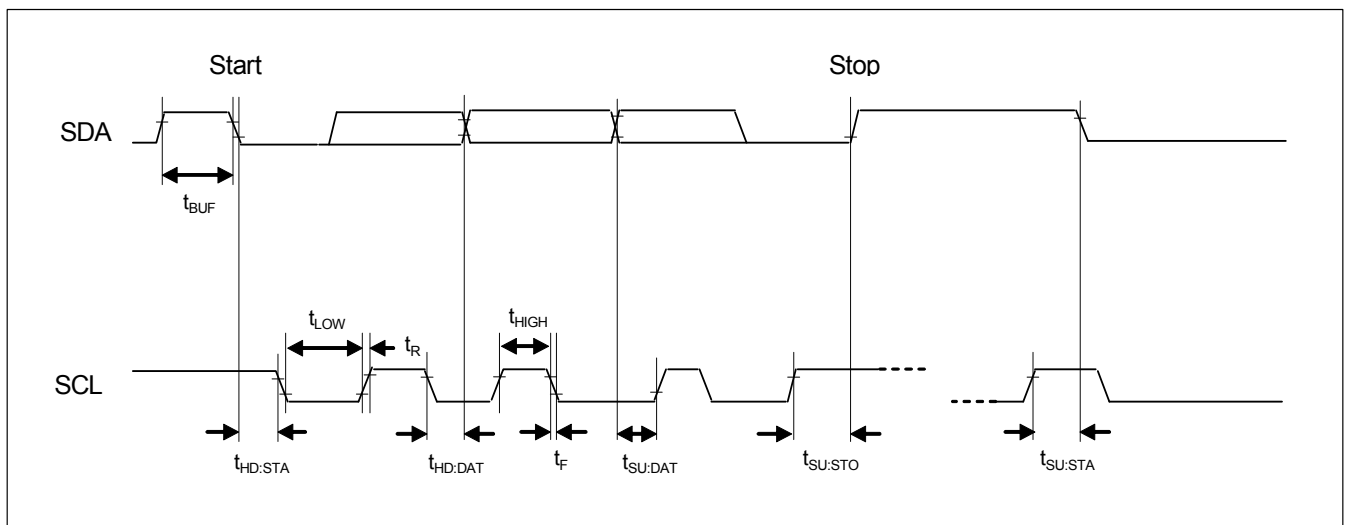 Start Stop
SDA
tBUF
tLOW tR tHIGH
SCL
tHD:STA tHD:DAT tF tSU:DAT tSU:STO tSU:STA